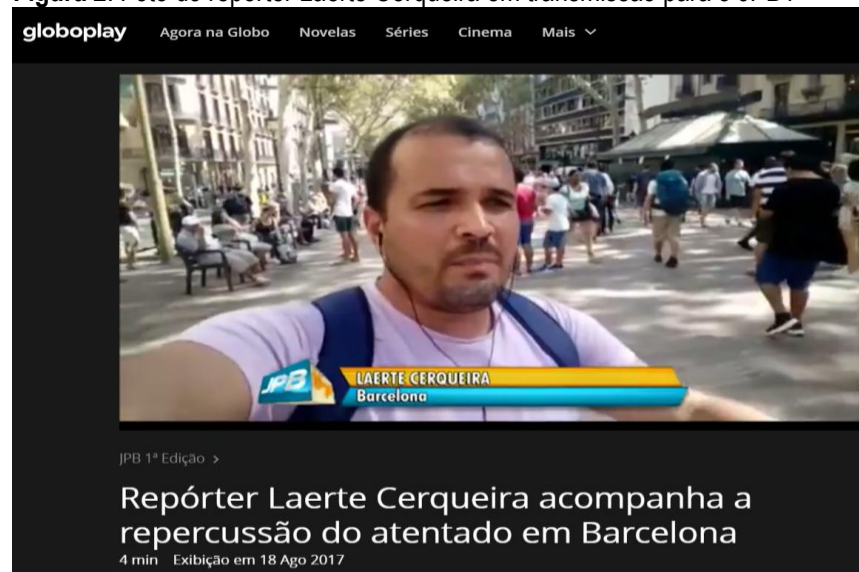 globoplay Agora na Globo Novelas Séries Cinema Mais
JPB
LAERTE CERQUEIRA
Barcelona
JPB 1ª Edição >
Repórter Laerte Cerqueira acompanha a
repercussão do atentado em Barcelona
4 min Exibição em 18 Ago 2017